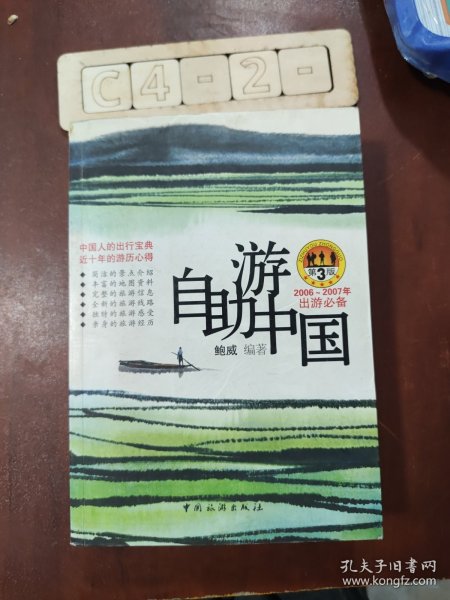 C4-2-
中国人的出行宝典
近十年的游历心得
◆ 简洁的景点介绍
◆ 丰富的地图资料
◆ 完整的旅游信息
◆ 全新的旅游线路
◆ 独特的旅游感受
◆ 亲身的旅游经历
第3版
2006~2007年
出游必备
自助游中国
鲍威 编著
中国旅游出版社
孔夫子旧书网
www.kongfz.com